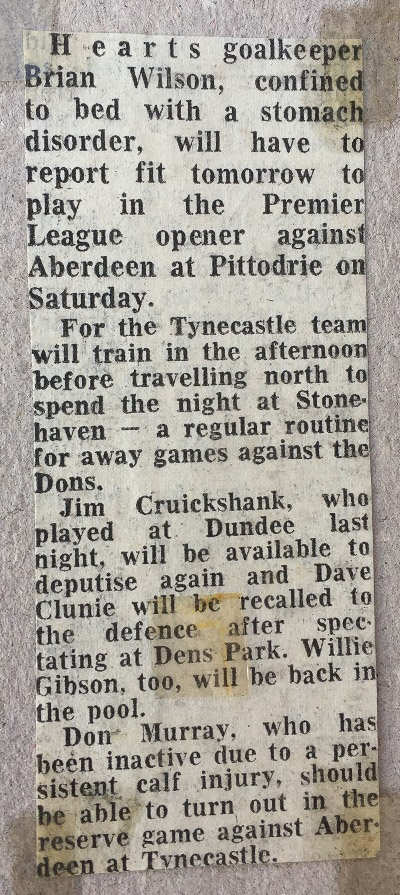 H e a r t s goalkeeper
Brian Wilson, confined
to bed with a stomach
disorder, will have to
report fit tomorrow to
play in the Premier
League opener against
Aberdeen at Pittodrie on
Saturday.
For the Tynecastle team
will train in the afternoon
before travelling north to
spend the night at Stone-
haven — a regular routine
for away games against the
Dons.
Jim Cruickshank, who
played at Dundee last
night, will be available to
deputise again and Dave
Clunie will be recalled to
the defence after spec-
tating at Dens Park. Willie
Gibson, too, will be back in
the pool.
Don Murray, who has
been inactive due to a per-
sistent calf injury, should
be able to turn out in the
reserve game against Aber-
deen at Tynecastle.